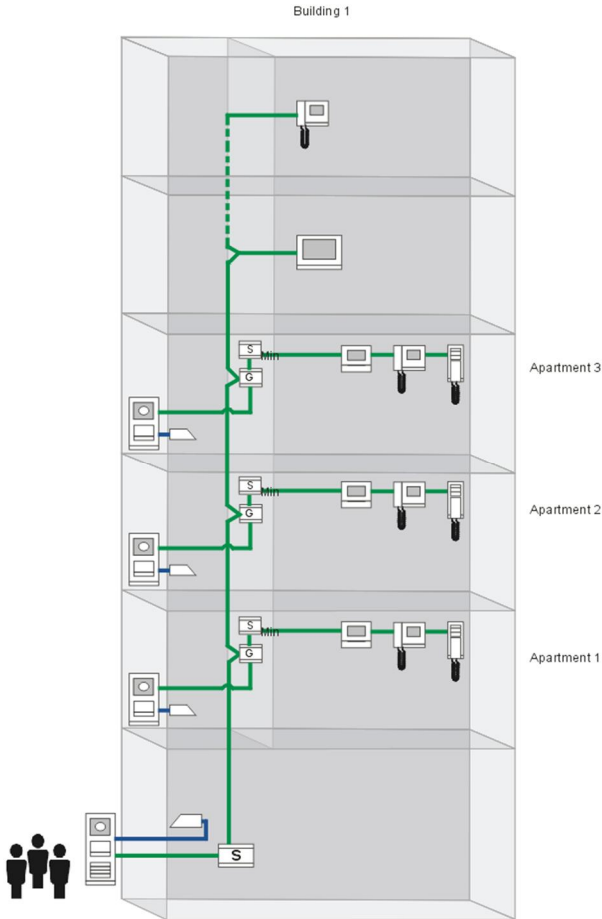 Building 1
S
Min
G
Apartment 3
S
Min
G
Apartment 2
S
Min
G
Apartment 1
S